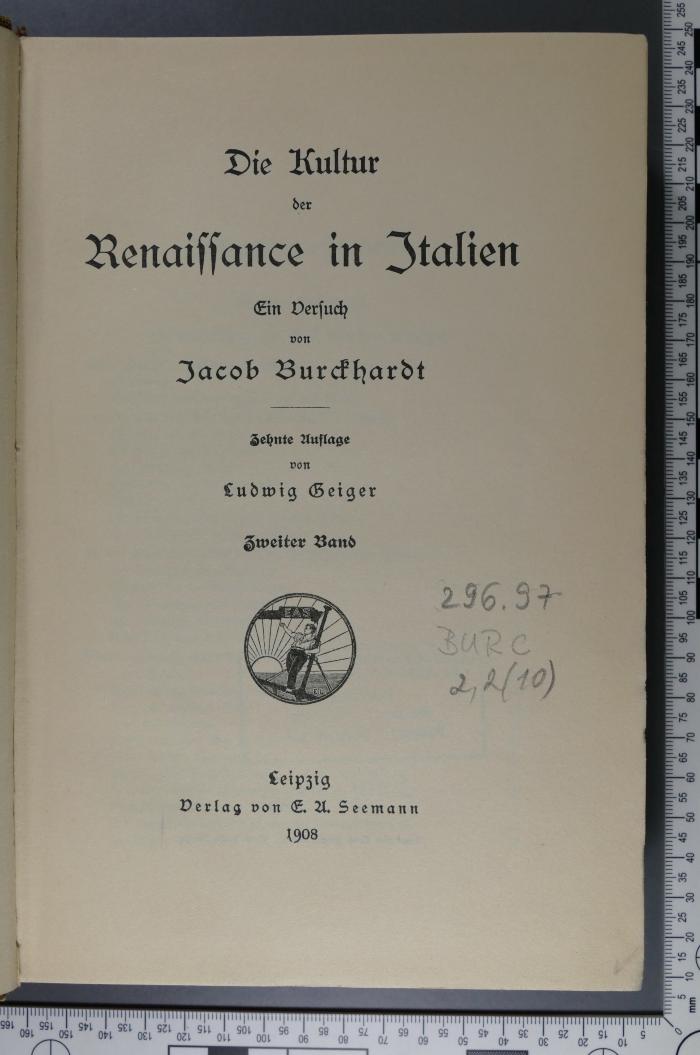 Die Kultur
der
Renaiſſance in Italien
Ein Verſuch
von
Jacob Burckhardt
Zehnte Auflage
von
Ludwig Geiger
Zweiter Band
EAS
296.97
BURC
2,2(10)
Leipzig
Verlag von E. A. Seemann
1908